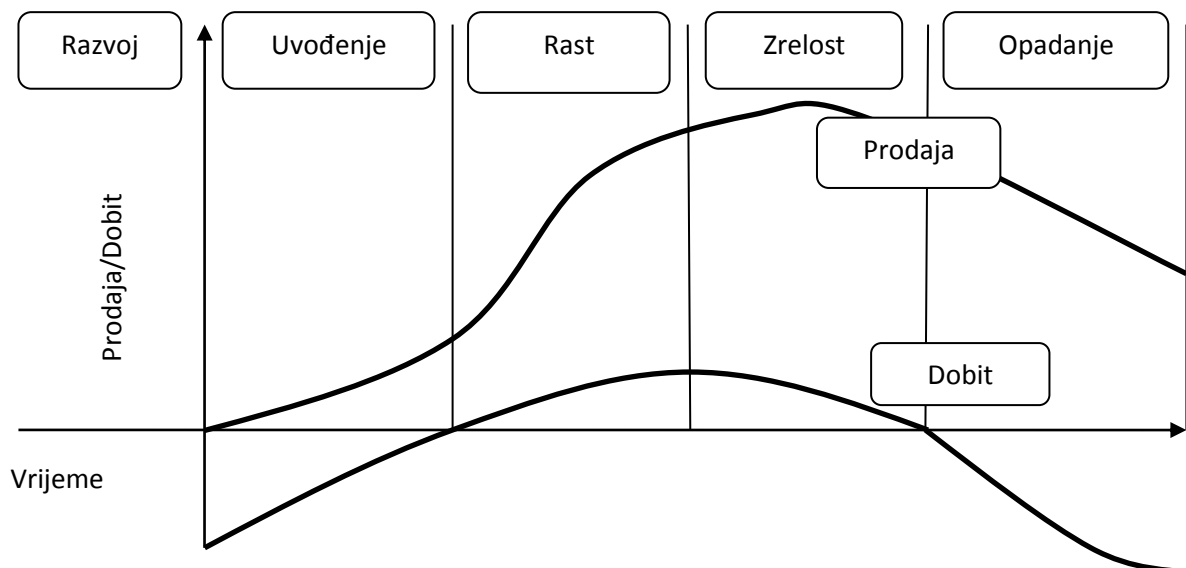 Razvoj
Uvođenje
Rast
Zrelost
Opadanje
Prodaja
Prodaja/Dobit
Dobit
Vrijeme